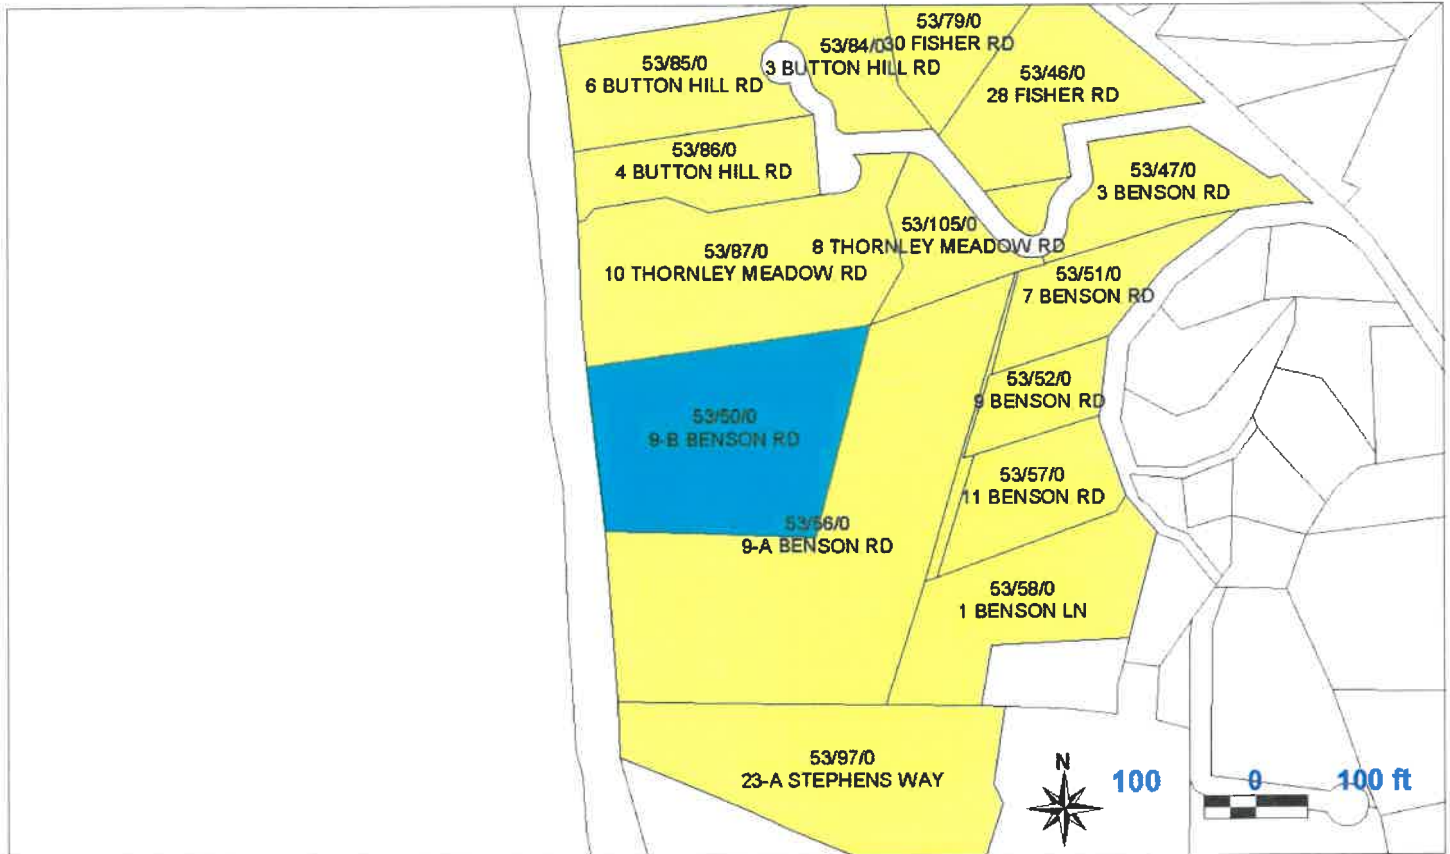 53/79/0
30 FISHER RD
53/84/0
3 BUTTON HILL RD
53/85/0
6 BUTTON HILL RD
53/46/0
28 FISHER RD
53/86/0
4 BUTTON HILL RD
53/47/0
3 BENSON RD
53/105/0
8 THORNLEY MEADOW RD
53/87/0
10 THORNLEY MEADOW RD
53/51/0
7 BENSON RD
53/52/0
9 BENSON RD
53/50/0
9-B BENSON RD
53/57/0
11 BENSON RD
53/56/0
9-A BENSON RD
53/58/0
1 BENSON LN
53/97/0
23-A STEPHENS WAY
N
100 0 100 ft